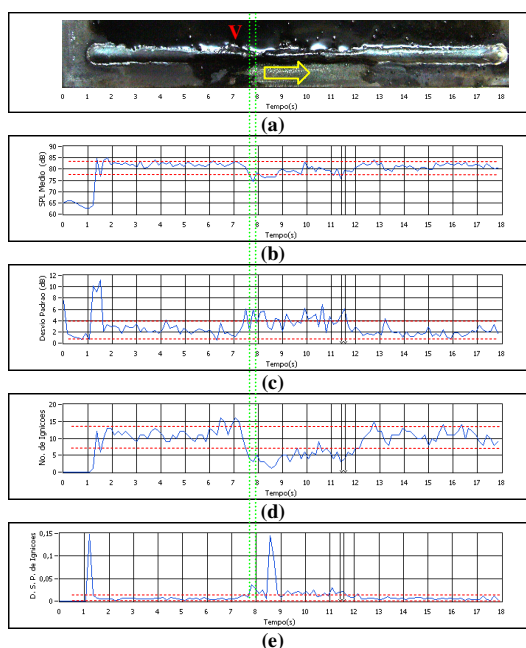 V
0 1 2 3 4 5 6 7 8 9 10 11 12 13 14 15 16 17 18
Tempo(s)
(a)
SPL Medio (dB)
90
85
80
75
70
65
60
0 1 2 3 4 5 6 7 8 9 10 11 12 13 14 15 16 17 18
Tempo(s)
(b)
Desvio Padrao (dB)
12
10
8
6
4
2
0
0 1 2 3 4 5 6 7 8 9 10 11 12 13 14 15 16 17 18
Tempo(s)
(c)
No. de Ignicoes
20
15
10
5
0
0 1 2 3 4 5 6 7 8 9 10 11 12 13 14 15 16 17 18
Tempo(s)
(d)
D. S. P. de Ignicoes
0,15
0,1
0,05
0
0 1 2 3 4 5 6 7 8 9 10 11 12 13 14 15 16 17 18
Tempo(s)
(e)